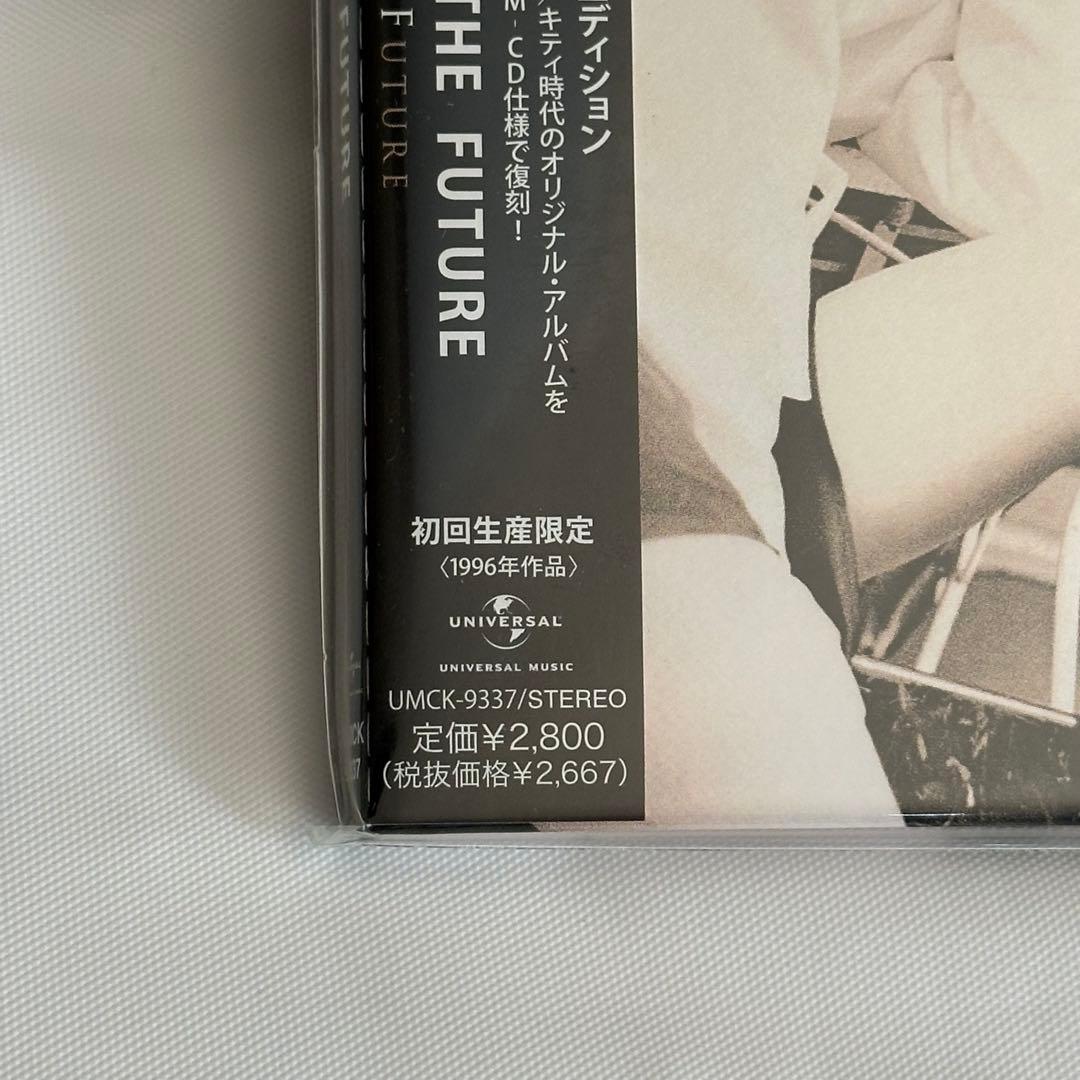 ディション
キティ時代のオリジナル・アルバムを
M-CD仕様で復刻！
THE FUTURE
FUTURE
FUTURE
初回生産限定
〈1996年作品〉
UNIVERSAL
UNIVERSAL MUSIC
UMCK-9337/STEREO
定価¥2,800
(税抜価格¥2,667)